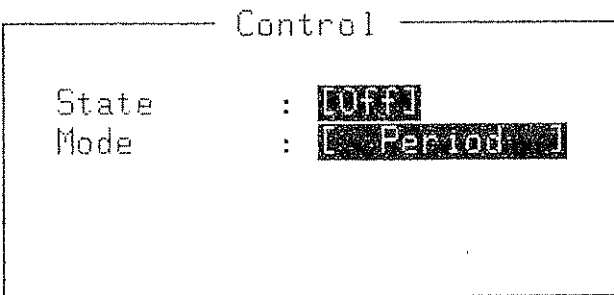 Control
State : [Off]
Mode : [ Period ]